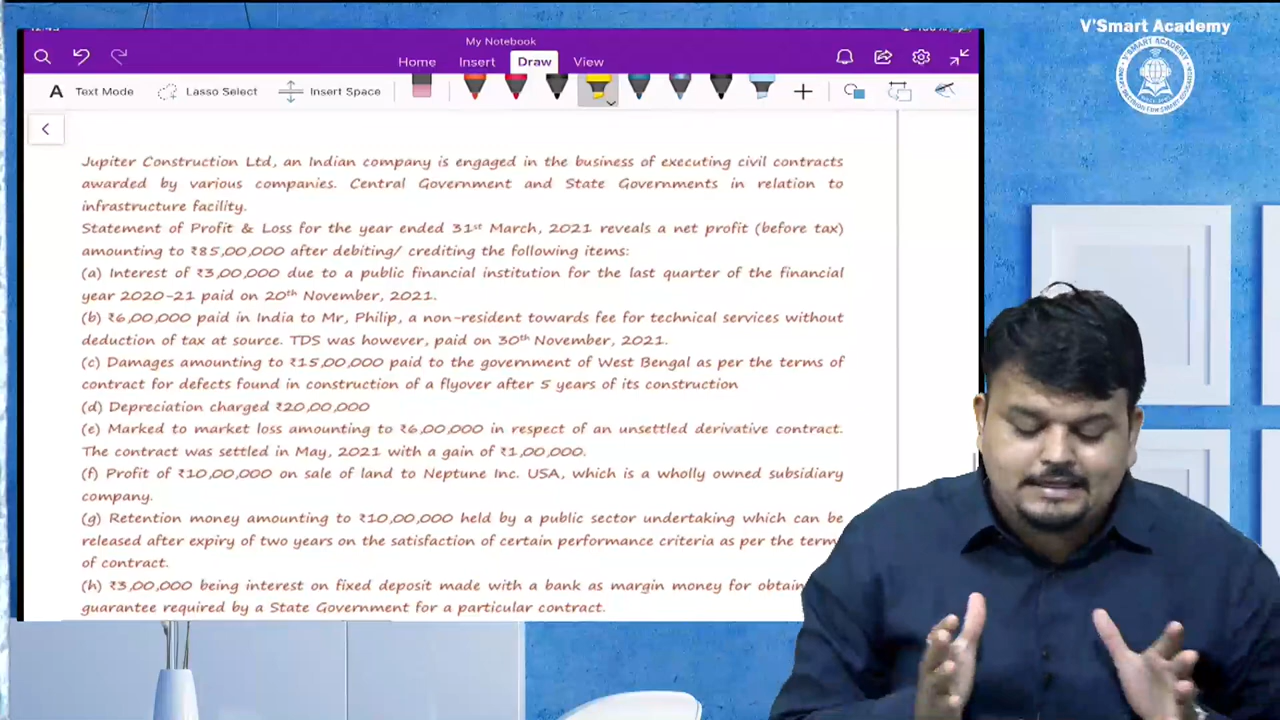 V'Smart Academy
My Notebook
Home Insert Draw View
A Text Mode Lasso Select Insert Space
Jupiter Construction Ltd, an Indian company is engaged in the business of executing civil contracts
awarded by various companies. Central Government and State Governments in relation to
infrastructure facility.
Statement of Profit & Loss for the year ended 31st March, 2021 reveals a net profit (before tax)
amounting to ₹85,00,000 after debiting/ crediting the following items:
(a) Interest of ₹3,00,000 due to a public financial institution for the last quarter of the financial
year 2020-21 paid on 20th November, 2021.
(b) ₹6,00,000 paid in India to Mr, Philip, a non-resident towards fee for technical services without
deduction of tax at source. TDS was however, paid on 30th November, 2021.
(c) Damages amounting to ₹15,00,000 paid to the government of West Bengal as per the terms of
contract for defects found in construction of a flyover after 5 years of its construction
(d) Depreciation charged ₹20,00,000
(e) Marked to market loss amounting to ₹6,00,000 in respect of an unsettled derivative contract.
The contract was settled in May, 2021 with a gain of ₹1,00,000.
(f) Profit of ₹10,00,000 on sale of land to Neptune Inc. USA, which is a wholly owned subsidiary
company.
(g) Retention money amounting to ₹10,00,000 held by a public sector undertaking which can be
released after expiry of two years on the satisfaction of certain performance criteria as per the term
of contract.
(h) ₹3,00,000 being interest on fixed deposit made with a bank as margin money for obtain
guarantee required by a State Government for a particular contract.